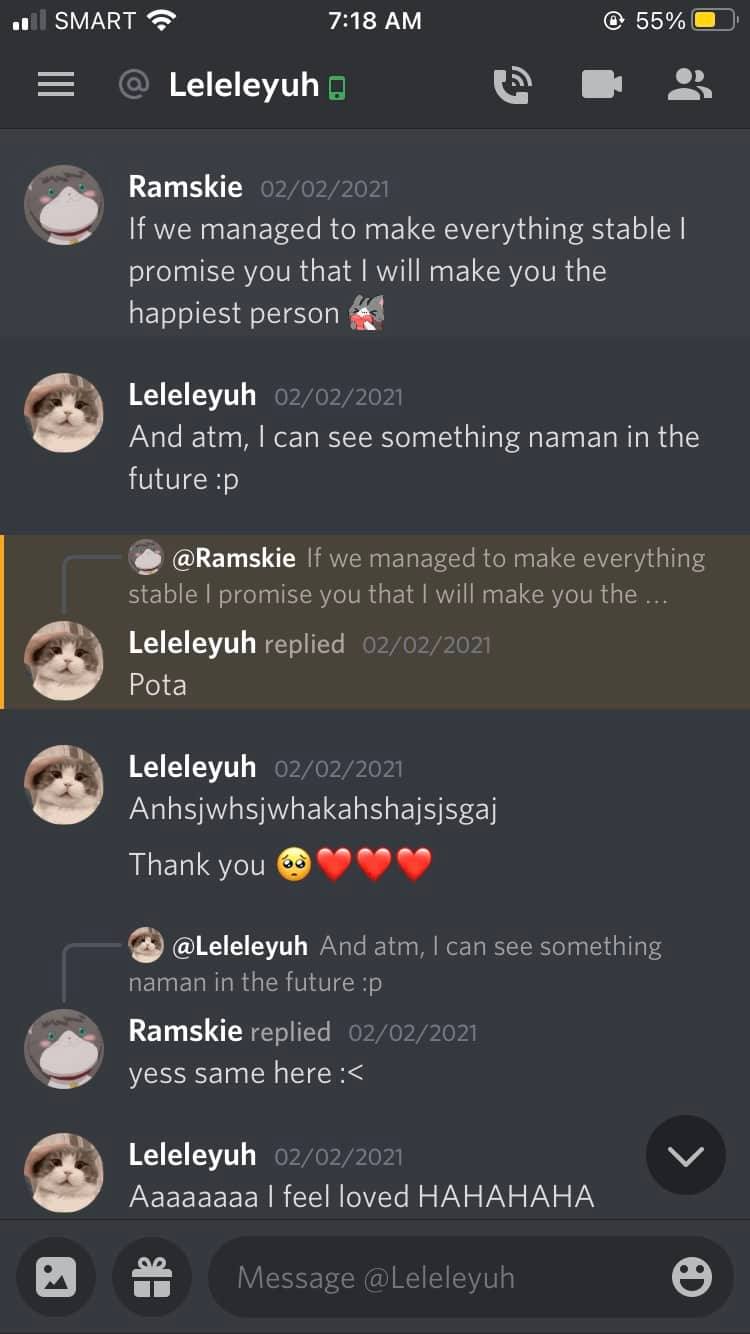 SMART 7:18 AM 55%
@ Leleleyuh
Ramskie 02/02/2021
If we managed to make everything stable I
promise you that I will make you the
happiest person
Leleleyuh 02/02/2021
And atm, I can see something naman in the
future :p
@Ramskie If we managed to make everything
stable I promise you that I will make you the ...
Leleleyuh replied 02/02/2021
Pota
Leleleyuh 02/02/2021
Anhsjwhsjwhakahshajsjsgaj
Thank you 🥺❤️❤️❤️
@Leleleyuh And atm, I can see something
naman in the future :p
Ramskie replied 02/02/2021
yess same here :<
Leleleyuh 02/02/2021
Aaaaaaaa I feel loved HAHAHAHA
Message @Leleleyuh